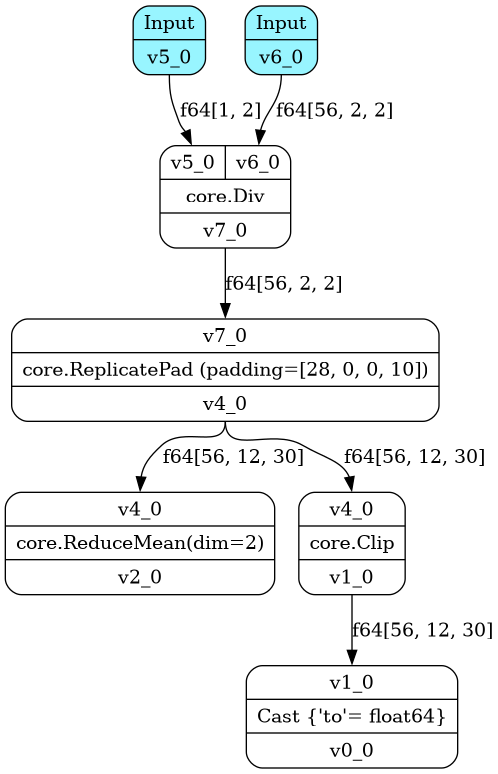 Input
v5_0
Input
v6_0
f64[1, 2]
f64[56, 2, 2]
v5_0
v6_0
core.Div
v7_0
f64[56, 2, 2]
v7_0
core.ReplicatePad (padding=[28, 0, 0, 10])
v4_0
f64[56, 12, 30]
f64[56, 12, 30]
v4_0
core.ReduceMean(dim=2)
v2_0
v4_0
core.Clip
v1_0
f64[56, 12, 30]
v1_0
Cast {'to'= float64}
v0_0